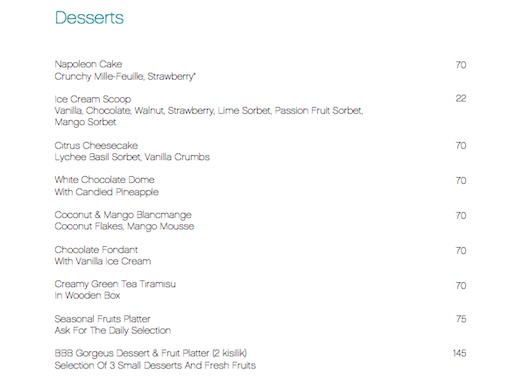 Desserts
Napoleon Cake 70
Crunchy Mille-Feuille, Strawberry*
Ice Cream Scoop 22
Vanilla, Chocolate, Walnut, Strawberry, Lime Sorbet, Passion Fruit Sorbet,
Mango Sorbet
Citrus Cheesecake 70
Lychee Basil Sorbet, Vanilla Crumbs
White Chocolate Dome 70
With Candied Pineapple
Coconut & Mango Blancmange 70
Coconut Flakes, Mango Mousse
Chocolate Fondant 70
With Vanilla Ice Cream
Creamy Green Tea Tiramisu 70
In Wooden Box
Seasonal Fruits Platter 75
Ask For The Daily Selection
BBB Gorgeus Dessert & Fruit Platter (2 kisilik) 145
Selection Of 3 Small Desserts And Fresh Fruits